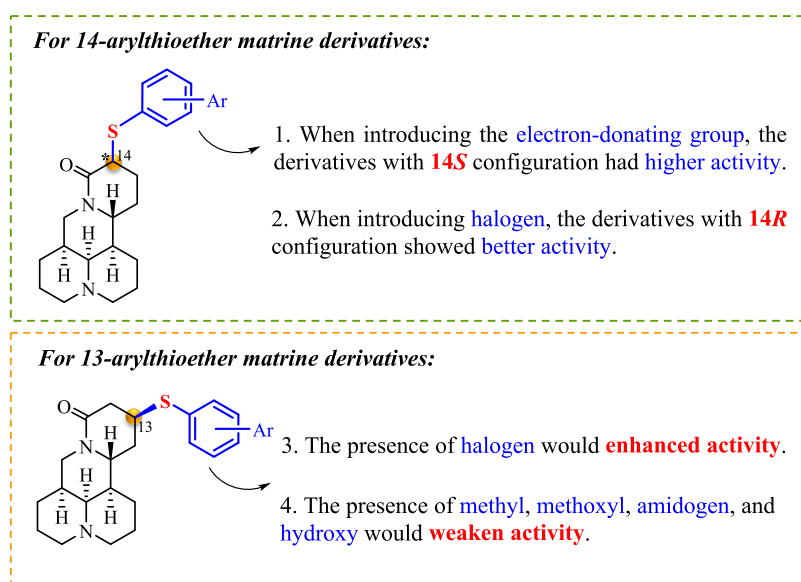 For 14-arylthioether matrine derivatives:
Ar
S
* 14
O
H
N
H
H H
N
1. When introducing the electron-donating group, the
derivatives with 14S configuration had higher activity.
2. When introducing halogen, the derivatives with 14R
configuration showed better activity.
For 13-arylthioether matrine derivatives:
S
O
13
Ar
H
N
H
H H
N
3. The presence of halogen would enhanced activity.
4. The presence of methyl, methoxyl, amidogen, and
hydroxy would weaken activity.